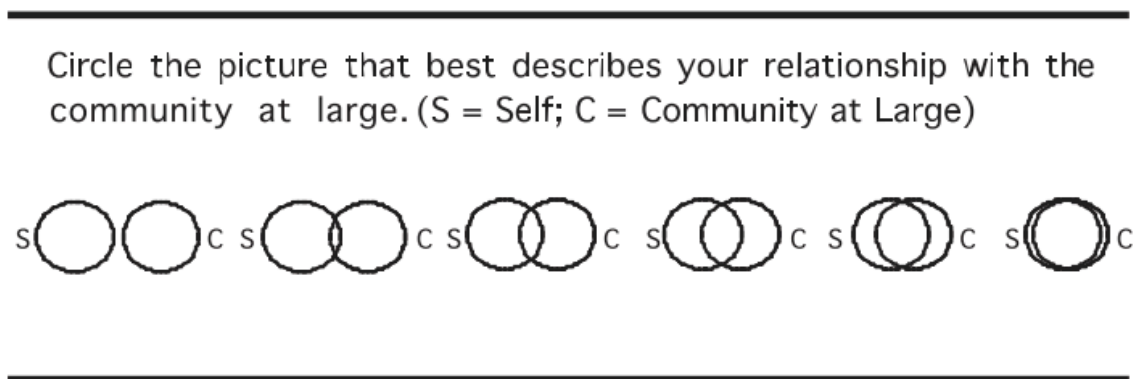 Circle the picture that best describes your relationship with the
community at large. (S = Self; C = Community at Large)
S C S C S C S C S C S C